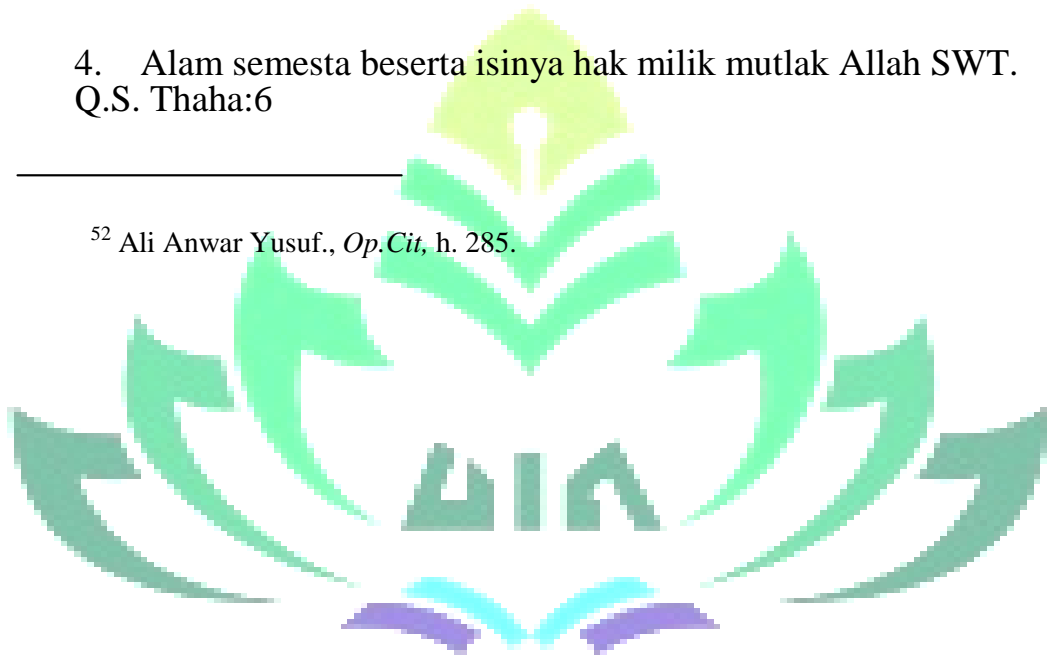 4. Alam semesta beserta isinya hak milik mutlak Allah SWT.
Q.S. Thaha:6
52 Ali Anwar Yusuf., Op.Cit, h. 285.
UIN